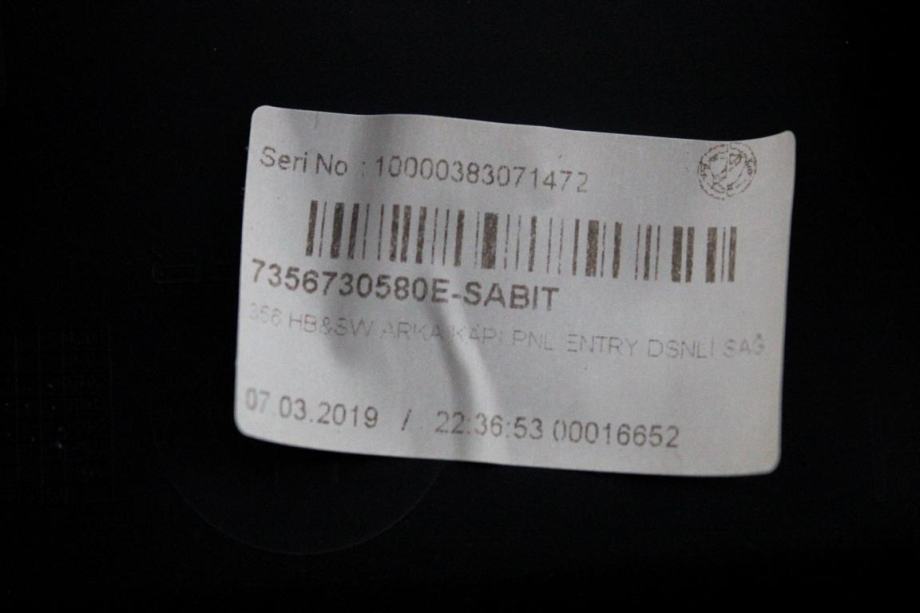 Seri No : 10000383071472
7356730580E-SABIT
356 HB&SW ARKA KAPI PNL ENTRY DSNLİ SAĞ
07.03.2019 / 22:36:53 00016652